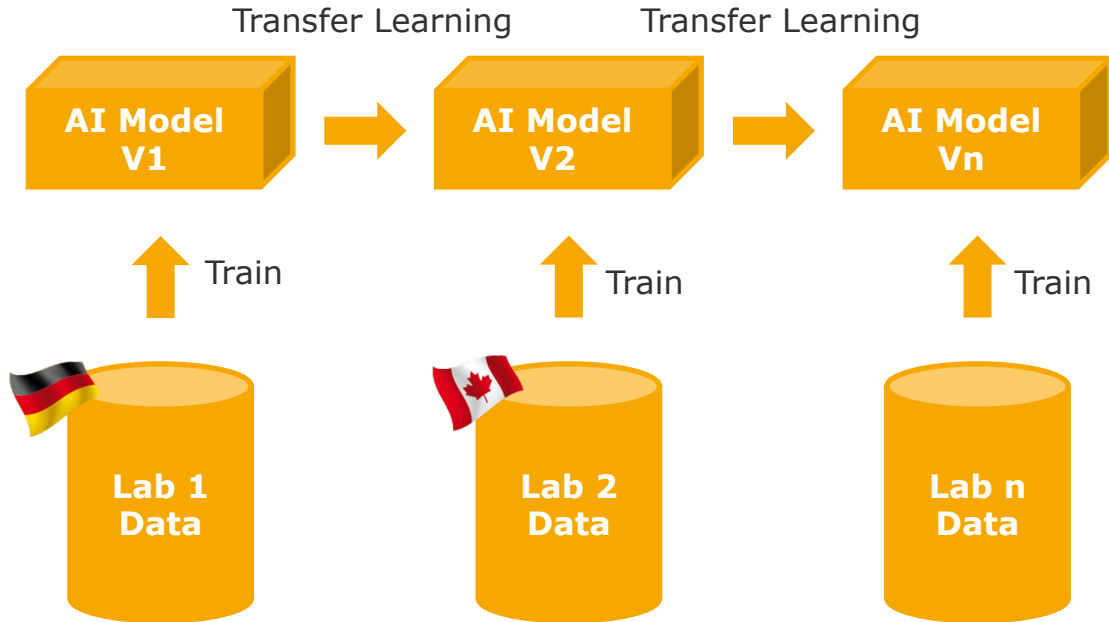 Transfer Learning
Transfer Learning
AI Model
V1
AI Model
V2
AI Model
Vn
Train
Train
Train
Lab 1
Data
Lab 2
Data
Lab n
Data